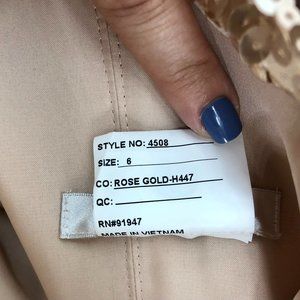 STYLE NO: 4508
SIZE: 6
CO: ROSE GOLD-H447
QC:
RN#91947
MADE IN VIETNAM